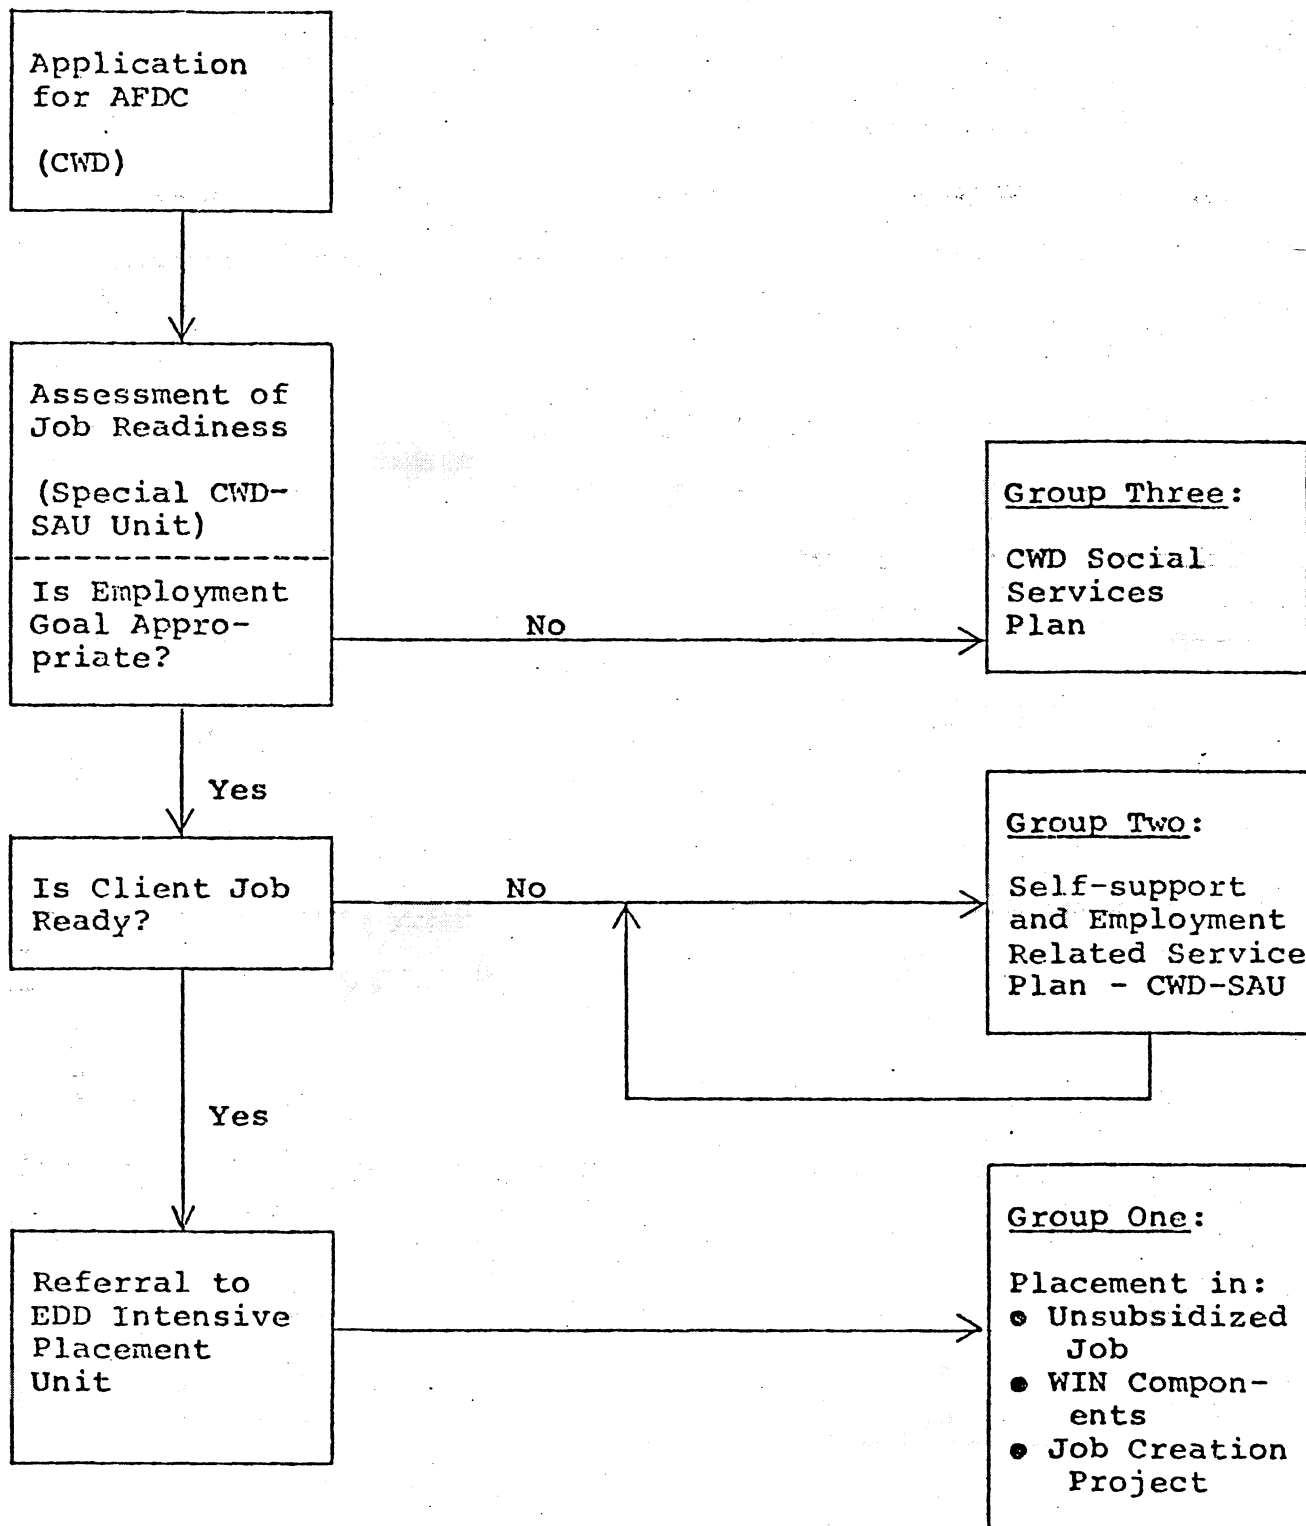 Application
for AFDC
(CWD)
Assessment of
Job Readiness
(Special CWD-
SAU Unit)
Is Employment
Goal Appro-
priate?
No
Group Three:
CWD Social
Services
Plan
Yes
Is Client Job
Ready?
No
Group Two:
Self-support
and Employment
Related Service
Plan - CWD-SAU
Yes
Referral to
EDD Intensive
Placement
Unit
Group One:
Placement in:
• Unsubsidized
Job
• WIN Compon-
ents
• Job Creation
Project